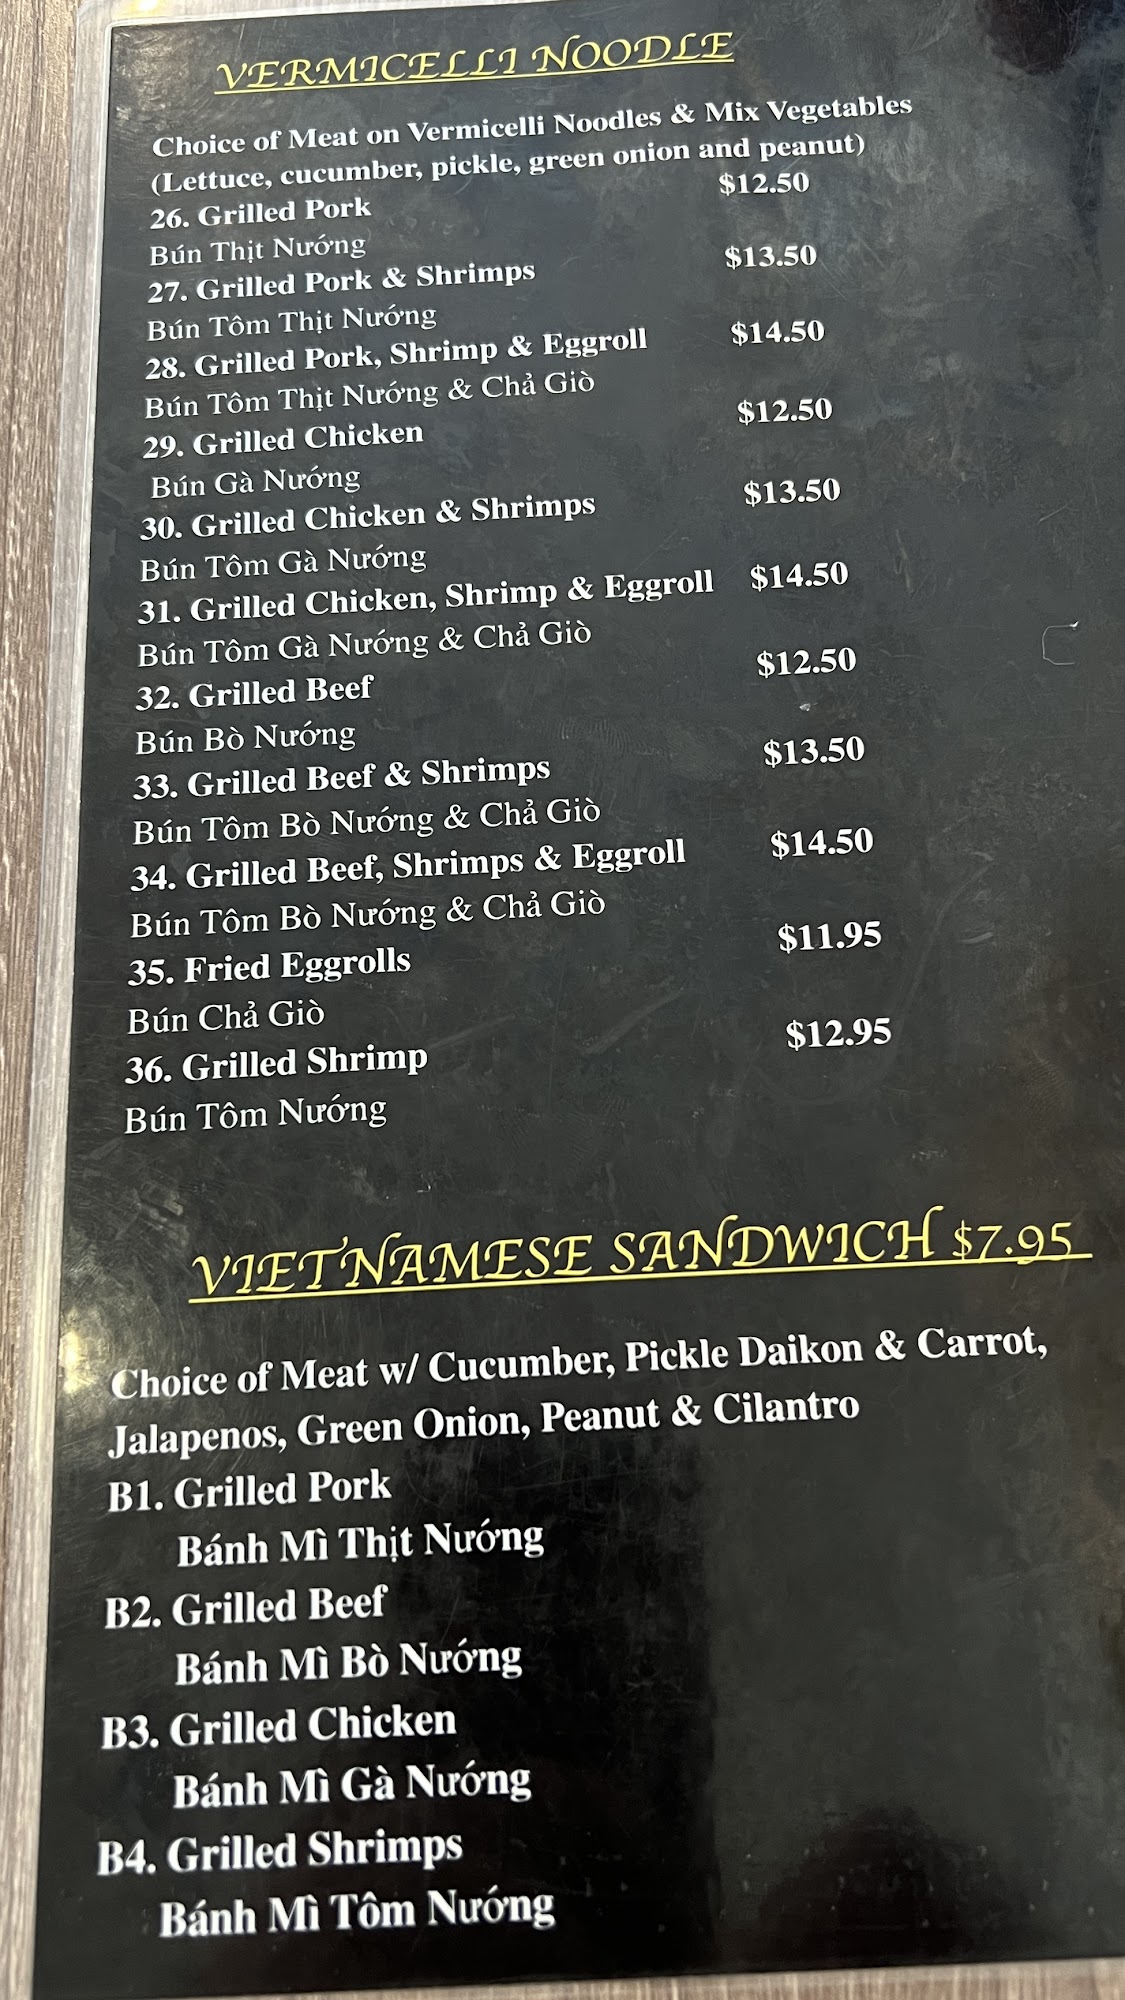 VERMICELLI NOODLE
Choice of Meat on Vermicelli Noodles & Mix Vegetables
(Lettuce, cucumber, pickle, green onion and peanut)
26. Grilled Pork $12.50
Bún Thịt Nướng
27. Grilled Pork & Shrimps $13.50
Bún Tôm Thịt Nướng
28. Grilled Pork, Shrimp & Eggroll $14.50
Bún Tôm Thịt Nướng & Chả Giò
29. Grilled Chicken $12.50
Bún Gà Nướng
30. Grilled Chicken & Shrimps $13.50
Bún Tôm Gà Nướng
31. Grilled Chicken, Shrimp & Eggroll $14.50
Bún Tôm Gà Nướng & Chả Giò
32. Grilled Beef $12.50
Bún Bò Nướng
33. Grilled Beef & Shrimps $13.50
Bún Tôm Bò Nướng & Chả Giò
34. Grilled Beef, Shrimps & Eggroll $14.50
Bún Tôm Bò Nướng & Chả Giò
35. Fried Eggrolls $11.95
Bún Chả Giò
36. Grilled Shrimp $12.95
Bún Tôm Nướng
VIETNAMESE SANDWICH $7.95
Choice of Meat w/ Cucumber, Pickle Daikon & Carrot,
Jalapenos, Green Onion, Peanut & Cilantro
B1. Grilled Pork
Bánh Mì Thịt Nướng
B2. Grilled Beef
Bánh Mì Bò Nướng
B3. Grilled Chicken
Bánh Mì Gà Nướng
B4. Grilled Shrimps
Bánh Mì Tôm Nướng